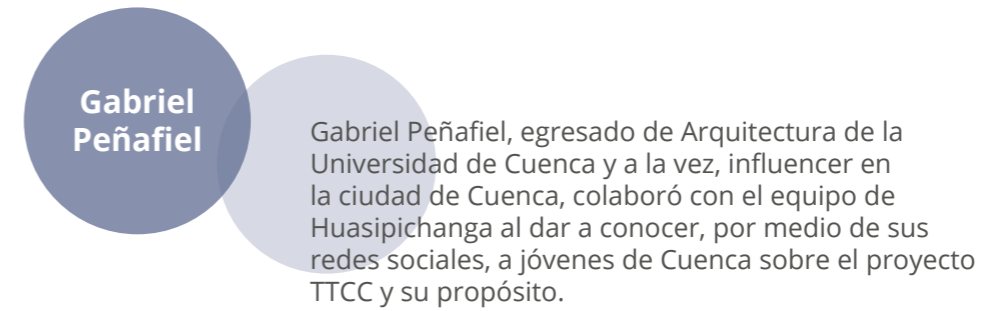 Gabriel
Peñafiel
Gabriel Peñafiel, egresado de Arquitectura de la
Universidad de Cuenca y a la vez, influencer en
la ciudad de Cuenca, colaboró con el equipo de
Huasipichanga al dar a conocer, por medio de sus
redes sociales, a jóvenes de Cuenca sobre el proyecto
TTCC y su propósito.